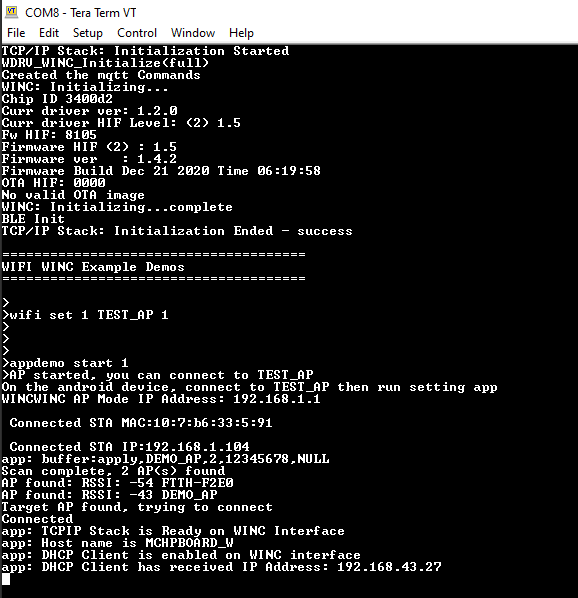 COM8 - Tera Term VT
File Edit Setup Control Window Help
TCP/IP Stack: Initialization Started
WDRV_WINC_Initialize(full)
Created the mqtt Commands
WINC: Initializing...
Chip ID 3400d2
Curr driver ver: 1.2.0
Curr driver HIF Level: (2) 1.5
Fw HIF: 8105
Firmware HIF (2) : 1.5
Firmware ver   : 1.4.2
Firmware Build Dec 21 2020 Time 06:19:58
OTA HIF: 0000
No valid OTA image
WINC: Initializing...complete
BLE Init
TCP/IP Stack: Initialization Ended - success
======================================
WIFI WINC Example Demos
======================================
>
>wifi set 1 TEST_AP 1
>
>
>
>appdemo start 1
>AP started, you can connect to TEST_AP
On the android device, connect to TEST_AP then run setting app
WINCWINC AP Mode IP Address: 192.168.1.1
Connected STA MAC:10:7:b6:33:5:91
Connected STA IP:192.168.1.104
app: buffer:apply,DEMO_AP,2,12345678,NULL
Scan complete, 2 AP(s) found
AP found: RSSI: -54 FTTH-F2E0
AP found: RSSI: -43 DEMO_AP
Target AP found, trying to connect
Connected
app: TCPIP Stack is Ready on WINC Interface
app: Host name is MCHPBOARD_W
app: DHCP Client is enabled on WINC interface
app: DHCP Client has received IP Address: 192.168.43.27